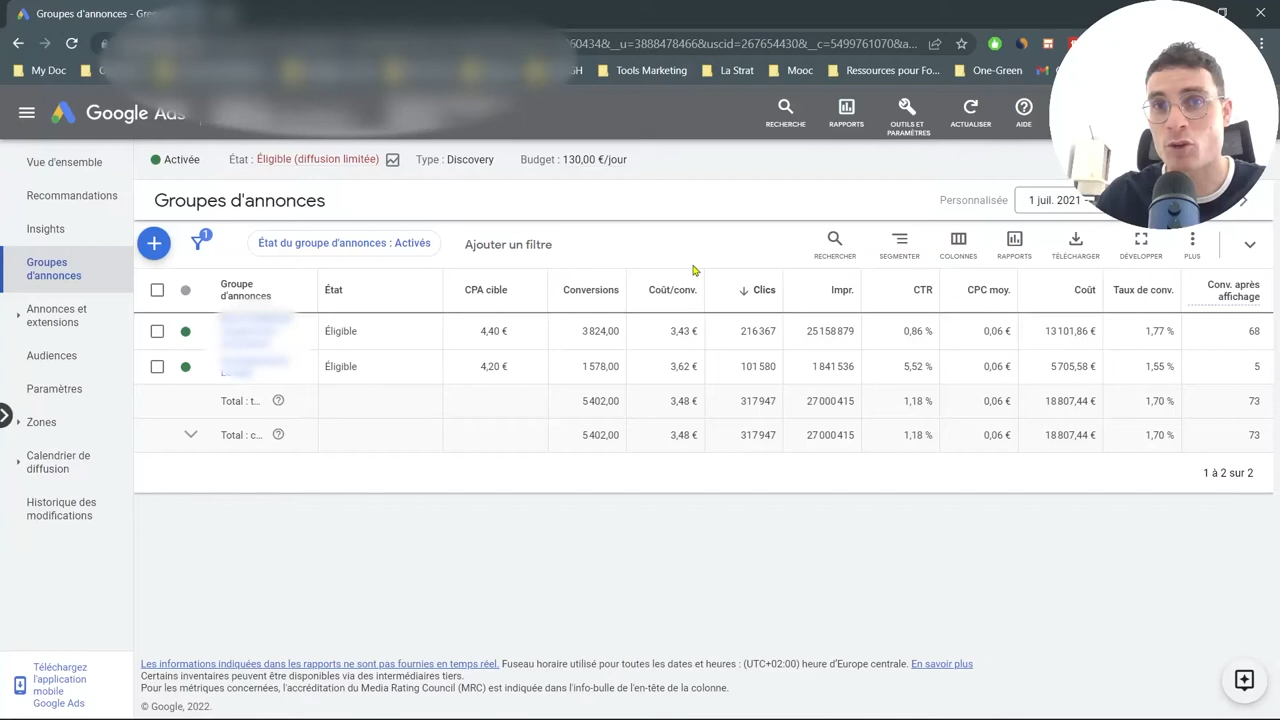 Groupes d'annonces - Gre
60434&__u=3888478466&uscid=267654430&__c=5499761070&a...
My Doc
GH
Tools Marketing
La Strat
Mooc
Ressources pour Fo...
One-Green
Google Ads
RECHERCHE
RAPPORTS
OUTILS ET
PARAMÈTRES
ACTUALISER
AIDE
Vue d'ensemble
Recommandations
Insights
Groupes
d'annonces
Annonces et
extensions
Audiences
Paramètres
Zones
Calendrier de
diffusion
Historique des
modifications
Téléchargez
l'application
mobile
Google Ads
Activée État : Éligible (diffusion limitée) Type : Discovery Budget : 130,00 €/jour
Groupes d'annonces
Personnalisée 1 juil. 2021 -
1
État du groupe d'annonces : Activés
Ajouter un filtre
RECHERCHER
SEGMENTER
COLONNES
RAPPORTS
TÉLÉCHARGER
DÉVELOPPER
PLUS
Groupe
d'annonces
État
CPA cible
Conversions
Coût/conv.
Clics
Impr.
CTR
CPC moy.
Coût
Taux de conv.
Conv. après
affichage
Éligible 4,40 € 3 824,00 3,43 € 216 367 25 158 879 0,86 % 0,06 € 13 101,86 € 1,77 % 68
Éligible 4,20 € 1 578,00 3,62 € 101 580 1 841 536 5,52 % 0,06 € 5 705,58 € 1,55 % 5
Total : t... 5 402,00 3,48 € 317 947 27 000 415 1,18 % 0,06 € 18 807,44 € 1,70 % 73
Total : c... 5 402,00 3,48 € 317 947 27 000 415 1,18 % 0,06 € 18 807,44 € 1,70 % 73
1 à 2 sur 2
Les informations indiquées dans les rapports ne sont pas fournies en temps réel. Fuseau horaire utilisé pour toutes les dates et heures : (UTC+02:00) heure d'Europe centrale. En savoir plus
Certains inventaires peuvent être disponibles via des intermédiaires tiers.
Pour les métriques concernées, l'accréditation du Media Rating Council (MRC) est indiquée dans l'info-bulle de l'en-tête de la colonne.
© Google, 2022.